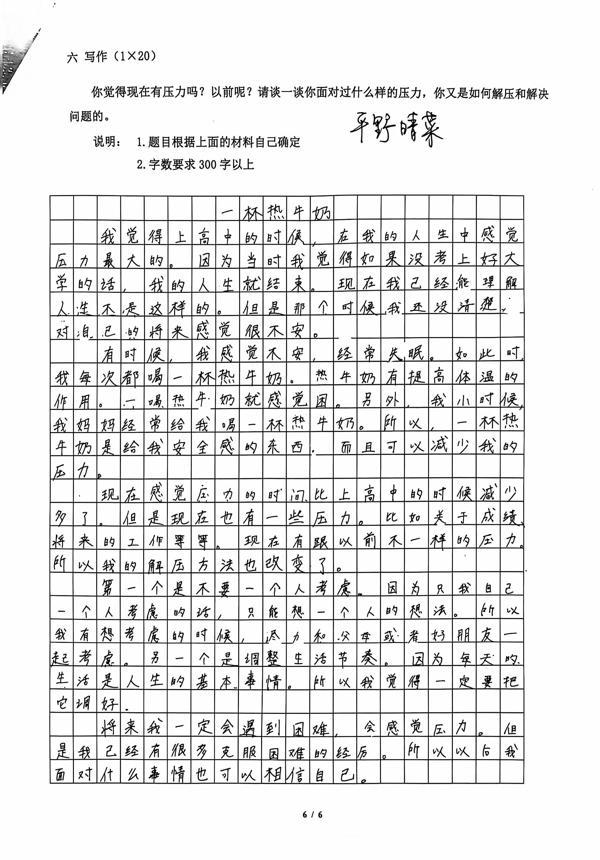 六 写作（1×20）
你觉得现在有压力吗？以前呢？请谈一谈你面对过什么样的压力，你又是如何解压和解决
问题的。
平野晴菜
说明： 1.题目根据上面的材料自己确定
2.字数要求 300 字以上
一杯热牛奶
我觉得上高中的时候，在我的人生中感觉
压力最大的。因为当时我觉得如果没考上好大
学的话，我的人生就结束。现在我已经能理解
人生不是这样的。但是那个时候我还没清楚.
对自己的将来感觉很不安。
有时候，我感觉不安，经常失眠。如此时，
我每次都喝一杯热牛奶。热牛奶有提高体温的
作用。一喝热牛奶就感觉困。另外，我小时候，
我妈妈经常给我喝一杯热牛奶。所以，一杯热
牛奶是给我安全感的东西.而且可以减少我的
压力。
现在感觉压力的时间比上高中的时候减少
多了。但是现在也有一些压力。比如关于成绩,
将来的工作等等。现在有跟以前不一样的压力。
所以我的解压方法也改变了。
第一个是不要一个人考虑。因为只我自己
一个人考虑的话，只能想一个人的想法。所以
我有想考虑的时候，尽力和父母或者好朋友一
起考虑。另一个是调整生活节奏。因为每天的
生活是人生的基本事情。所以我觉得一定要把
它调好.
将来我一定会遇到困难，会感觉压力。但
是我已经有很多克服困难的经历。所以以后我
面对什么事情也可以相信自己。
6 / 6